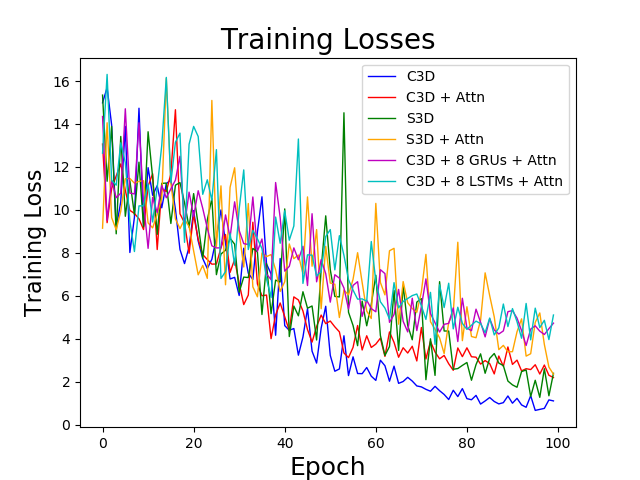 Training Losses
C3D
C3D + Attn
S3D
S3D + Attn
C3D + 8 GRUs + Attn
C3D + 8 LSTMs + Attn
Training Loss
16
14
12
10
8
6
4
2
0
0 20 40 60 80 100
Epoch